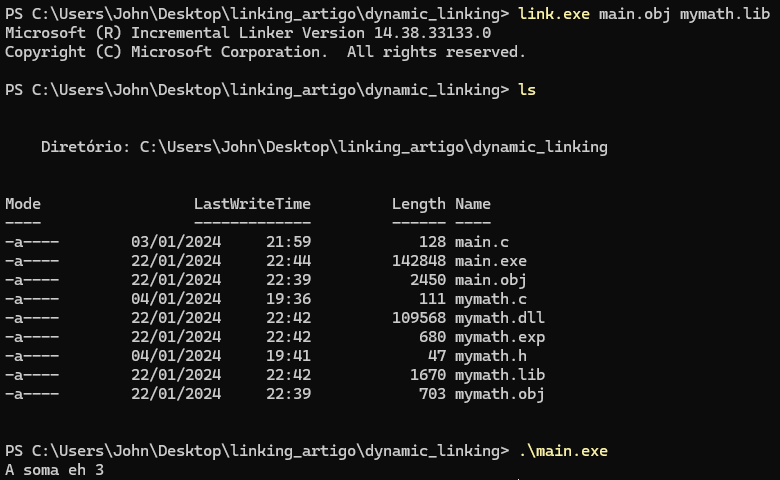 PS C:\Users\John\Desktop\linking_artigo\dynamic_linking> link.exe main.obj mymath.lib
Microsoft (R) Incremental Linker Version 14.38.33133.0
Copyright (C) Microsoft Corporation.  All rights reserved.
PS C:\Users\John\Desktop\linking_artigo\dynamic_linking> ls
Diretório: C:\Users\John\Desktop\linking_artigo\dynamic_linking
Mode                 LastWriteTime         Length Name
----                 -------------         ------ ----
-a----        03/01/2024     21:59            128 main.c
-a----        22/01/2024     22:44         142848 main.exe
-a----        22/01/2024     22:39           2450 main.obj
-a----        04/01/2024     19:36            111 mymath.c
-a----        22/01/2024     22:42         109568 mymath.dll
-a----        22/01/2024     22:42            680 mymath.exp
-a----        04/01/2024     19:41             47 mymath.h
-a----        22/01/2024     22:42           1670 mymath.lib
-a----        22/01/2024     22:39            703 mymath.obj
PS C:\Users\John\Desktop\linking_artigo\dynamic_linking> .\main.exe
A soma eh 3